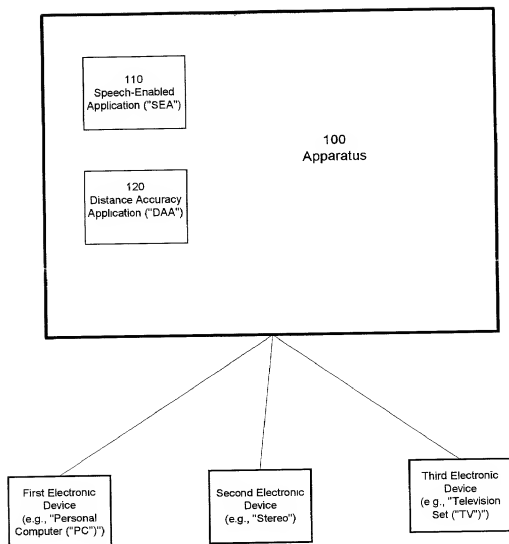 110
Speech-Enabled
Application ("SEA")
100
Apparatus
120
Distance Accuracy
Application ("DAA")
First Electronic
Device
(e.g., "Personal
Computer ("PC")")
Second Electronic
Device
(e.g., "Stereo")
Third Electronic
Device
(e g., "Television
Set ("TV")")